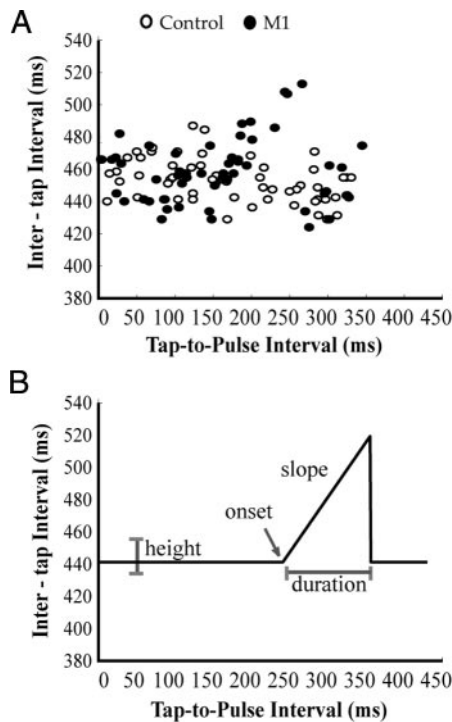 A
Control M1
540
520
500
480
460
440
420
400
380
Inter - tap Interval (ms)
0 50 100 150 200 250 300 350 400 450
Tap-to-Pulse Interval (ms)
B
540
520
500
480
460
440
420
400
380
Inter - tap Interval (ms)
slope
onset
height
duration
0 50 100 150 200 250 300 350 400 450
Tap-to-Pulse Interval (ms)